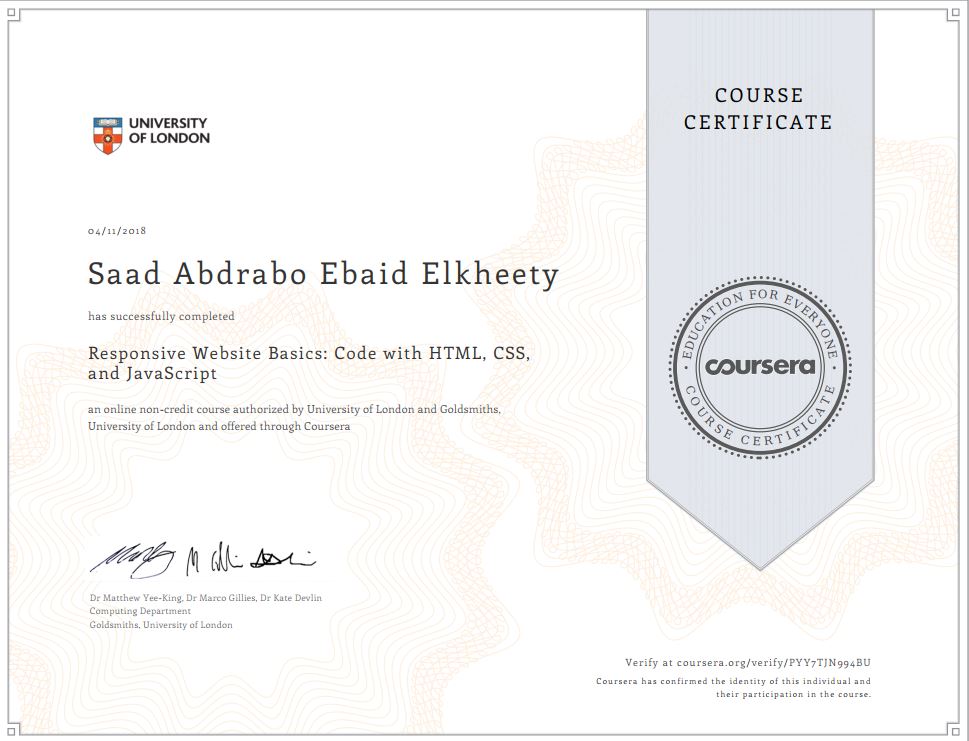 UNIVERSITY
OF LONDON
COURSE
CERTIFICATE
04/11/2018
Saad Abdrabo Ebaid Elkheety
has successfully completed
Responsive Website Basics: Code with HTML, CSS,
and JavaScript
an online non-credit course authorized by University of London and Goldsmiths,
University of London and offered through Coursera
EDUCATION FOR EVERYONE
coursera
COURSE CERTIFICATE
Dr Matthew Yee-King, Dr Marco Gillies, Dr Kate Devlin
Computing Department
Goldsmiths, University of London
Verify at coursera.org/verify/PYY7TJN994BU
Coursera has confirmed the identity of this individual and
their participation in the course.